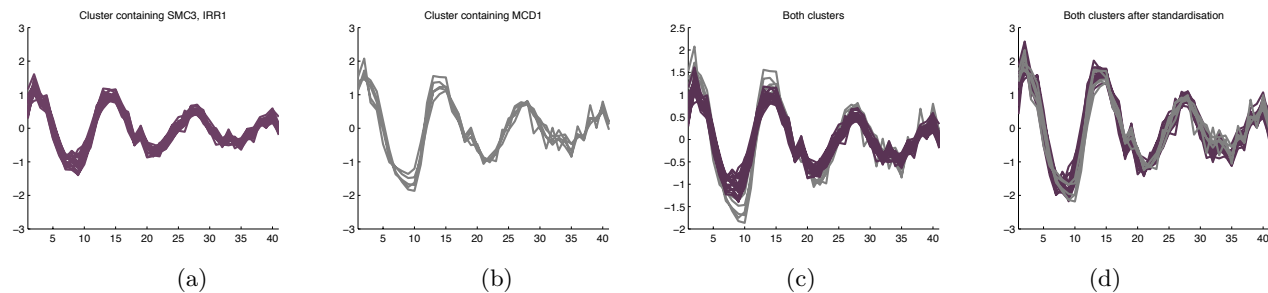 Cluster containing SMC3, IRR1
3
2
1
0
−1
−2
−3
5 10 15 20 25 30 35 40
(a)
Cluster containing MCD1
3
2
1
0
−1
−2
−3
5 10 15 20 25 30 35 40
(b)
Both clusters
2.5
2
1.5
1
0.5
0
−0.5
−1
−1.5
−2
5 10 15 20 25 30 35 40
(c)
Both clusters after standardisation
3
2
1
0
−1
−2
−3
5 10 15 20 25 30 35 40
(d)